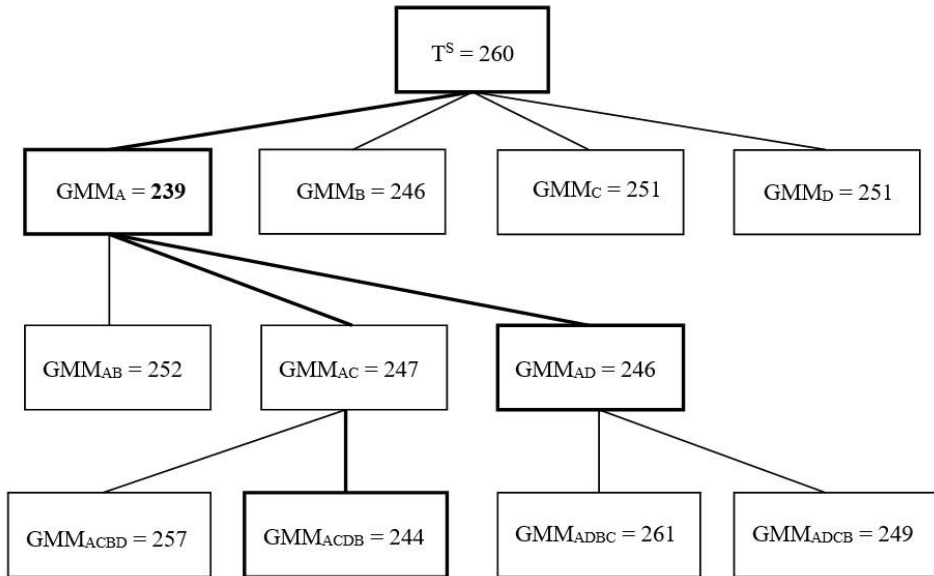 Tˢ = 260
GMM_A = 239
GMM_B = 246
GMM_C = 251
GMM_D = 251
GMM_AB = 252
GMM_AC = 247
GMM_AD = 246
GMM_ACBD = 257
GMM_ACDB = 244
GMM_ADBC = 261
GMM_ADCB = 249